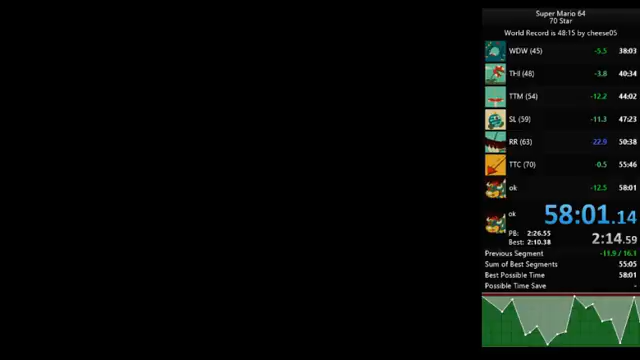 Super Mario 64
70 Star
World Record is 48:15 by cheese05
WDW (45) -5.5 38:03
THI (48) -3.8 40:34
TTM (54) -12.2 44:02
SL (59) -11.3 47:23
RR (63) -22.9 50:38
TTC (70) -0.5 55:46
ok -12.5 58:01
ok 58:01.14
PB: 2:26.55
Best: 2:10.38 2:14.59
Previous Segment -11.9 / 16.1
Sum of Best Segments 55:05
Best Possible Time 58:01
Possible Time Save -